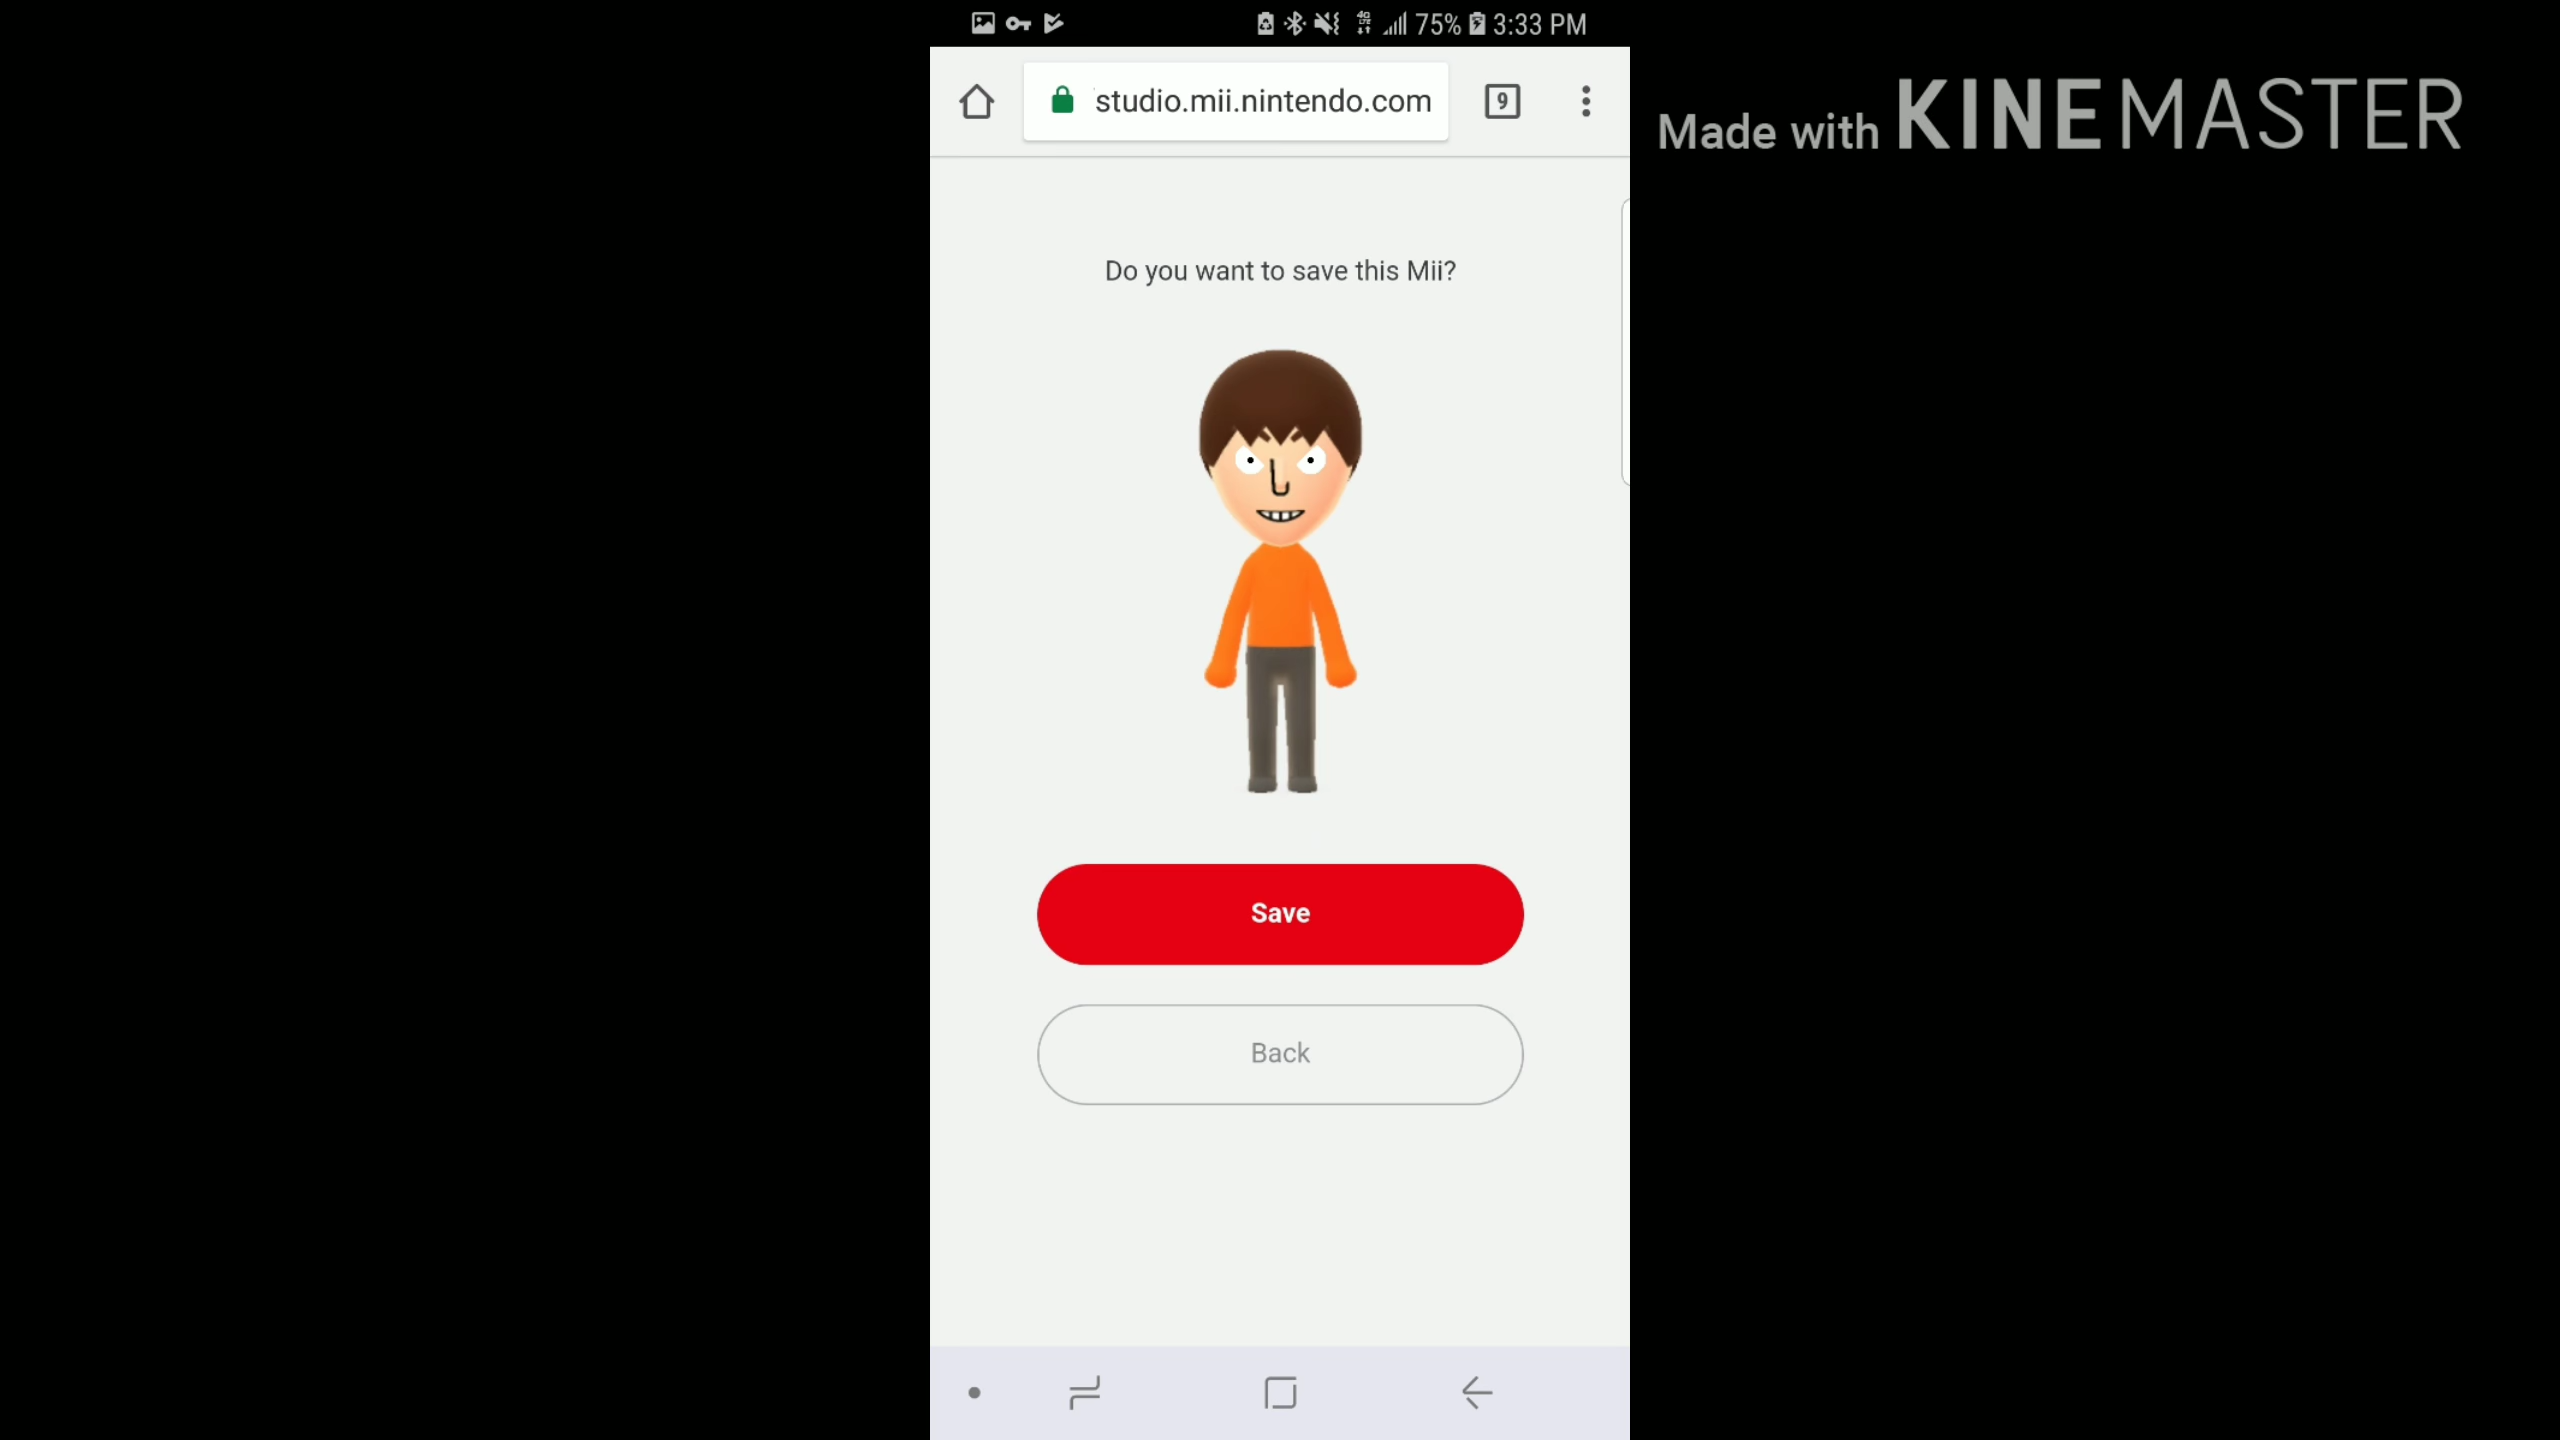 75% 3:33 PM
studio.mii.nintendo.com
9
Made with KINEMASTER
Do you want to save this Mii?
Save
Back